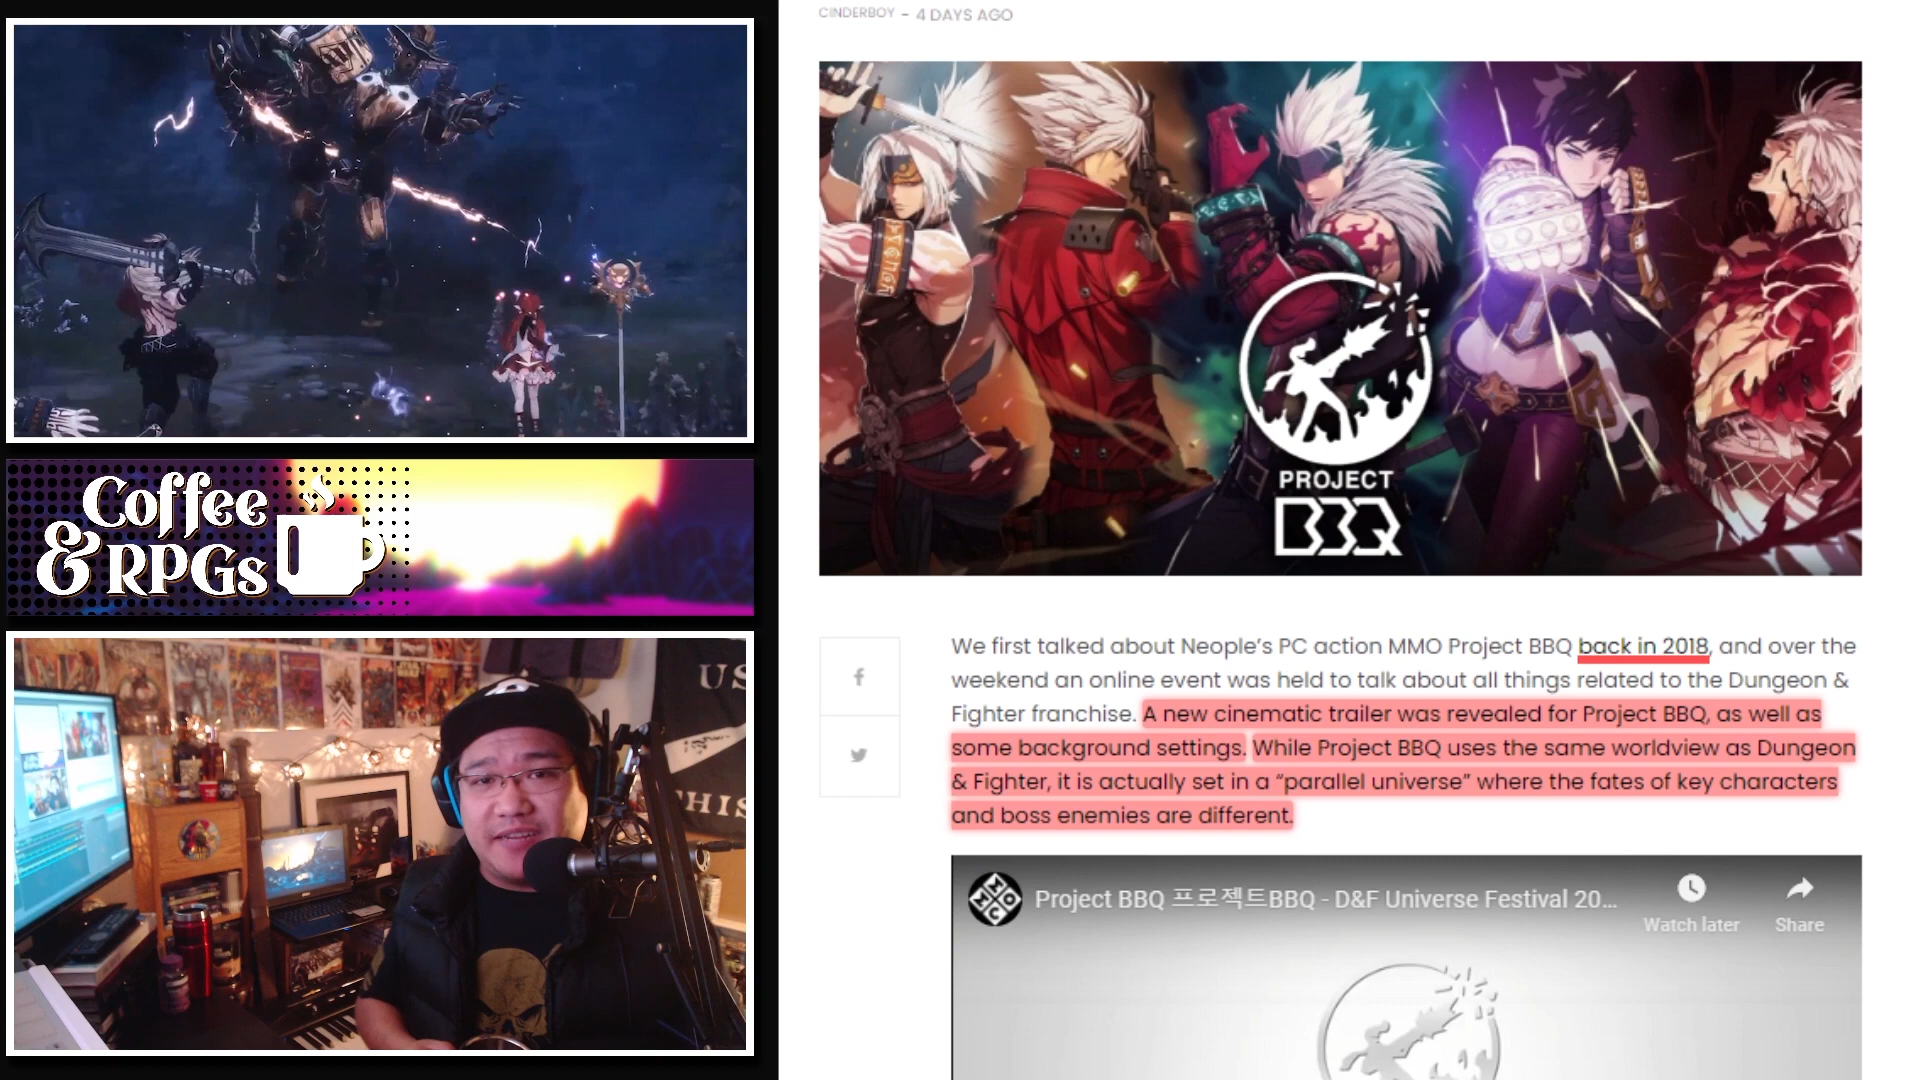 Coffee
& RPGs
US
THIS
CINDERBOY - 4 DAYS AGO
PROJECT
BBQ
We first talked about Neople’s PC action MMO Project BBQ back in 2018, and over the
weekend an online event was held to talk about all things related to the Dungeon &
Fighter franchise. A new cinematic trailer was revealed for Project BBQ, as well as
some background settings. While Project BBQ uses the same worldview as Dungeon
& Fighter, it is actually set in a “parallel universe” where the fates of key characters
and boss enemies are different.
MMOC
Project BBQ 프로젝트BBQ - D&F Universe Festival 20...
Watch later
Share